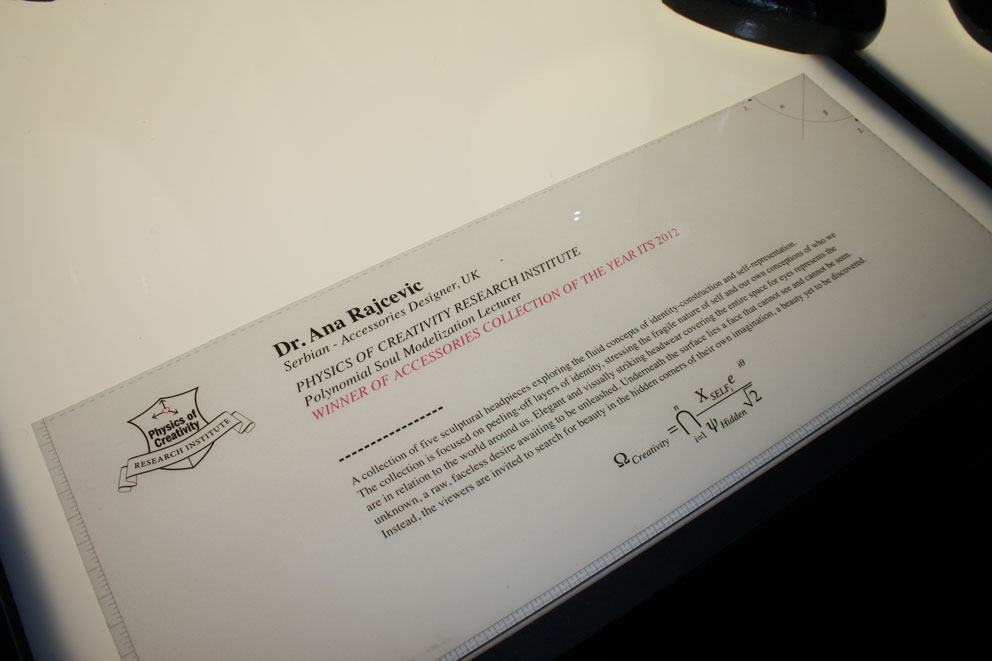 Dr. Ana Rajcevic
Serbian - Accessories Designer, UK
PHYSICS OF CREATIVITY RESEARCH INSTITUTE
Polynomial Soul Modelization Lecturer
WINNER OF ACCESSORIES COLLECTION OF THE YEAR ITS 2012
Physics of
Creativity
RESEARCH INSTITUTE
A collection of five sculptural headpieces exploring the fluid concepts of identity-construction and self-representation.
The collection is focused on peeling-off layers of identity, stressing the fragile nature of self and our own conceptions of who we
are in relation to the world around us. Elegant and visually striking headwear covering the entire space for eyes represents the
unknown, a raw, faceless desire awaiting to be unleashed. Underneath the surface lies a face that cannot see and cannot be seen.
Instead, the viewers are invited to search for beauty in the hidden corners of their own imagination, a beauty yet to be discovered.
Ω Creativity = n ⋂ i=1 X SELF i e iθ / Ψ Hidden √2